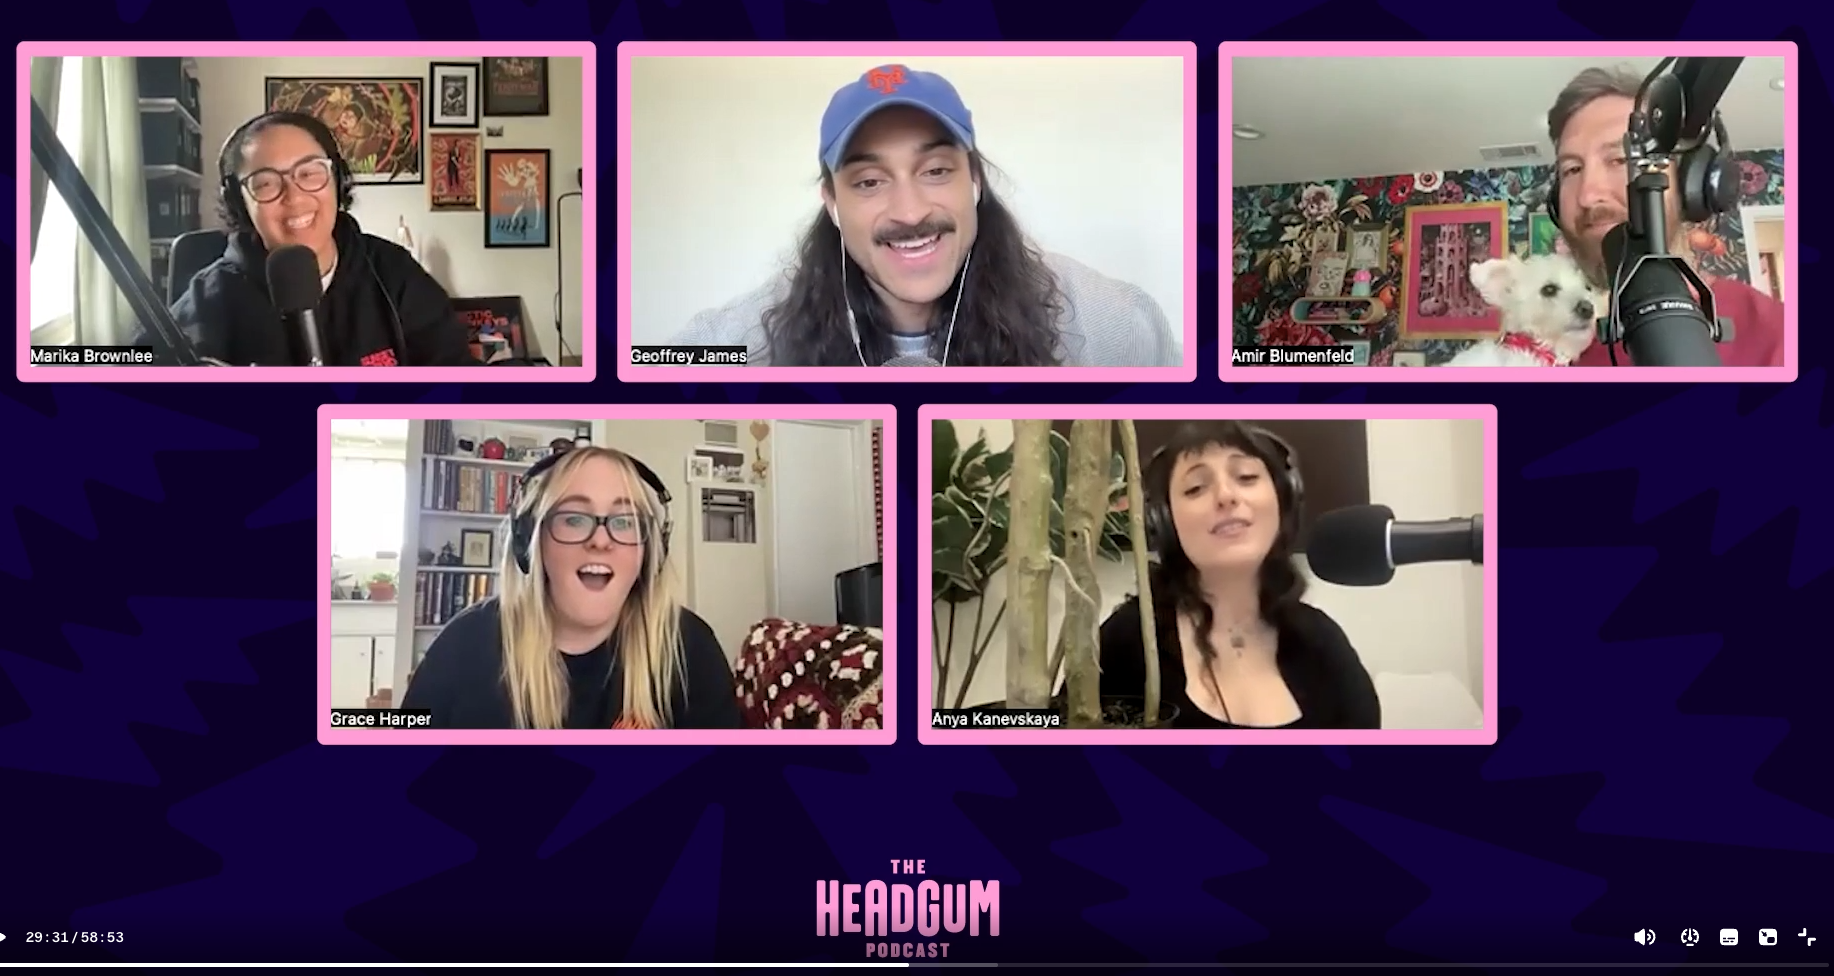 Marika Brownlee
Geoffrey James
Amir Blumenfeld
Grace Harper
Anya Kanevskaya
THE
HEADGUM
PODCAST
29:31/58:53